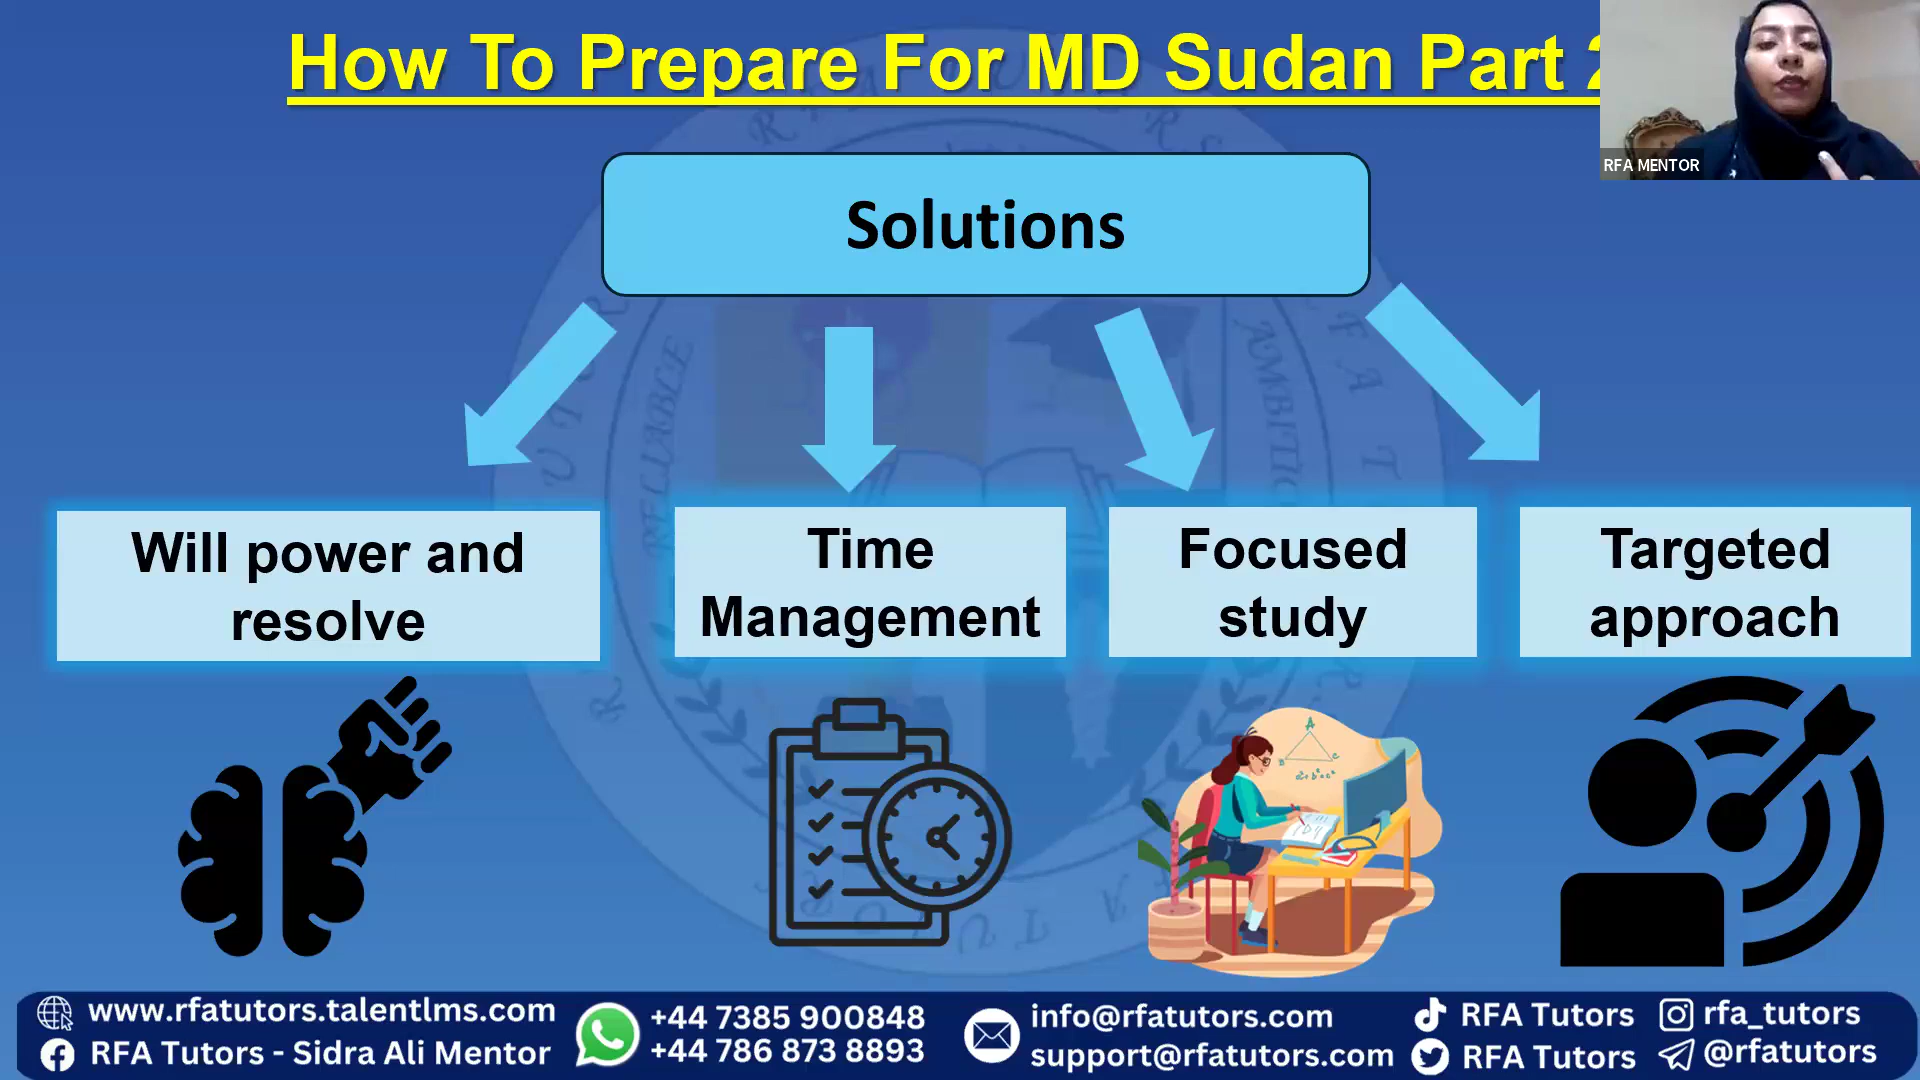 How To Prepare For MD Sudan Part 2
RFA MENTOR
Solutions
Will power and
resolve
Time
Management
Focused
study
Targeted
approach
RELIABLE
www.rfatutors.talentlms.com
RFA Tutors - Sidra Ali Mentor
+44 7385 900848
+44 786 873 8893
info@rfatutors.com
support@rfatutors.com
RFA Tutors
RFA Tutors
rfa_tutors
@rfatutors